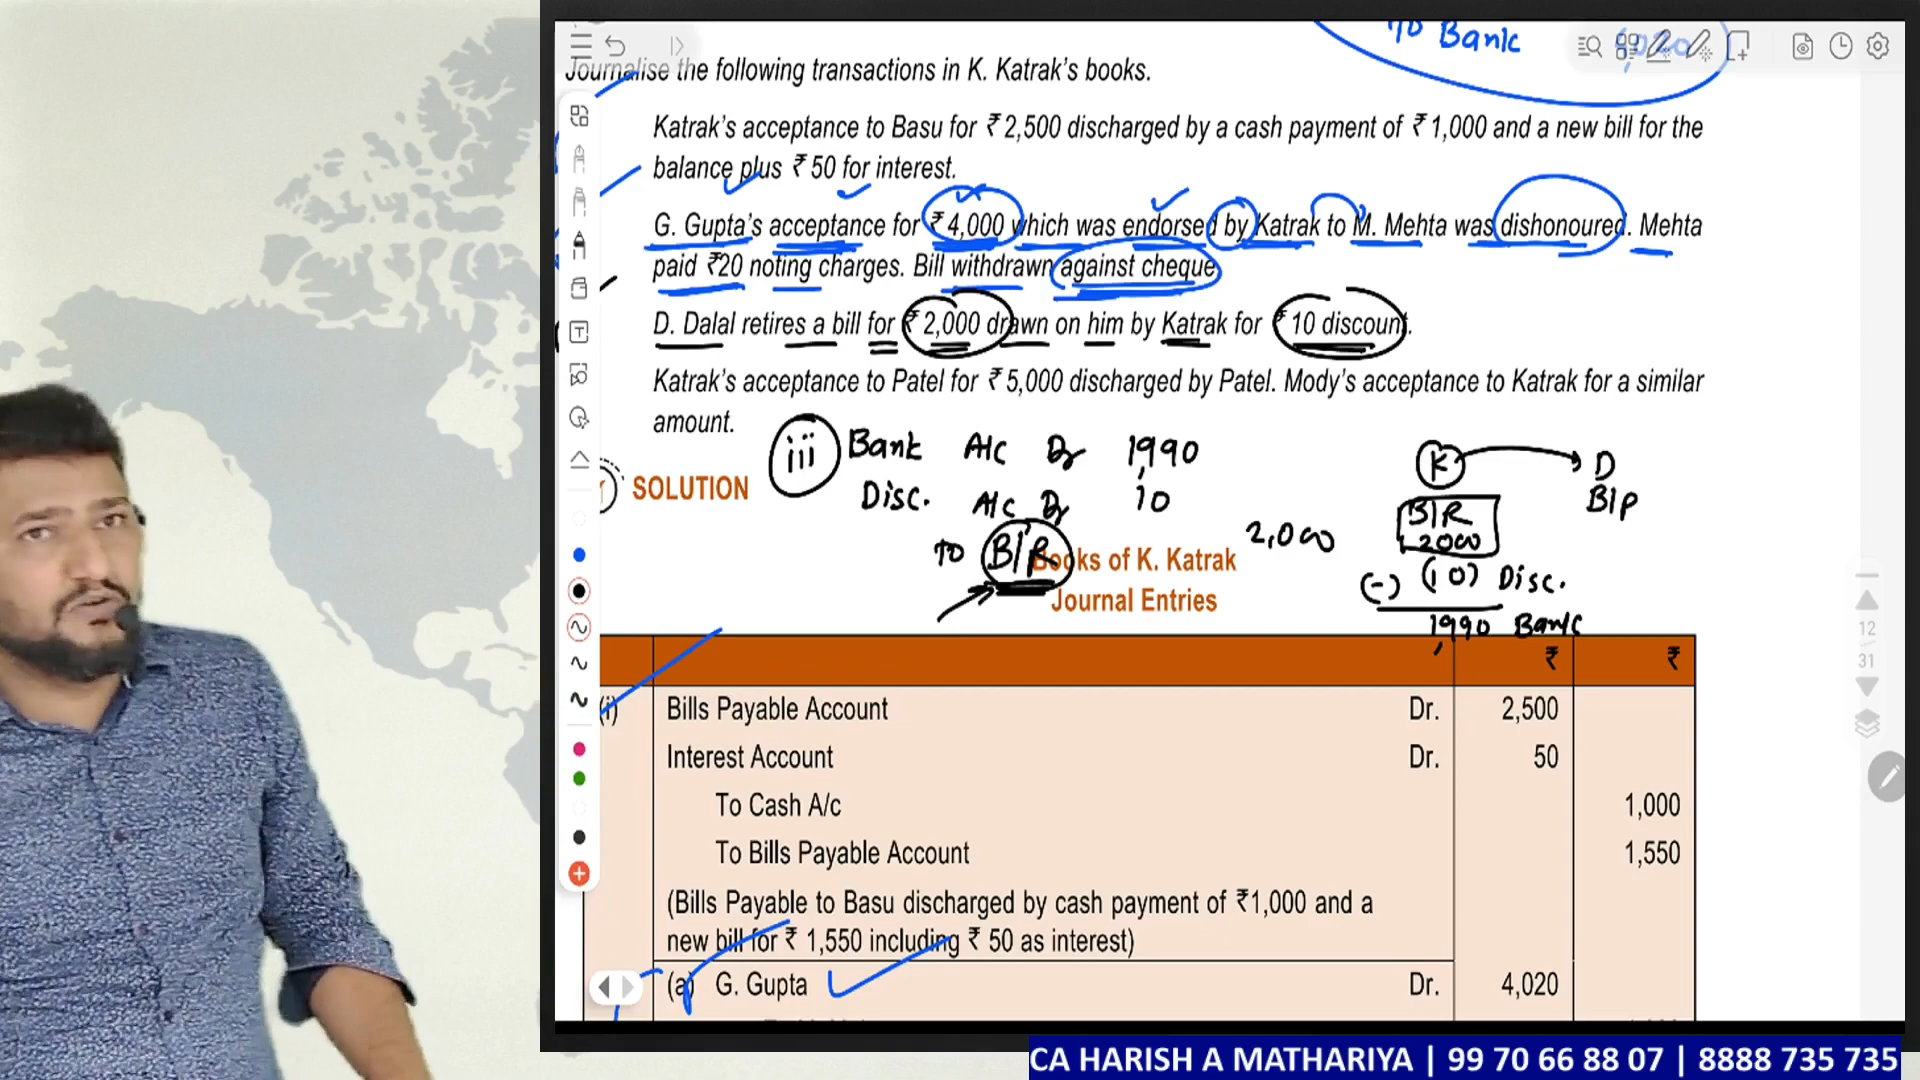 To Bank
Journalise the following transactions in K. Katrak's books.
Katrak's acceptance to Basu for ₹ 2,500 discharged by a cash payment of ₹ 1,000 and a new bill for the
balance plus ₹ 50 for interest.
G. Gupta's acceptance for ₹ 4,000 which was endorsed by Katrak to M. Mehta was dishonoured. Mehta
paid ₹20 noting charges. Bill withdrawn against cheque.
D. Dalal retires a bill for ₹ 2,000 drawn on him by Katrak for ₹ 10 discount.
Katrak's acceptance to Patel for ₹ 5,000 discharged by Patel. Mody's acceptance to Katrak for a similar
amount.
iii Bank A/c Dr 1,990
Disc. A/c Dr 10
To B/R 2,000
K D
B/R B/P
2000
(-) (10) Disc.
1,990 Bank
SOLUTION
Books of K. Katrak
Journal Entries
₹ ₹
(i) Bills Payable Account Dr. 2,500
Interest Account Dr. 50
To Cash A/c 1,000
To Bills Payable Account 1,550
(Bills Payable to Basu discharged by cash payment of ₹1,000 and a
new bill for ₹ 1,550 including ₹ 50 as interest)
(a) G. Gupta Dr. 4,020
12
31
CA HARISH A MATHARIYA | 99 70 66 88 07 | 8888 735 735